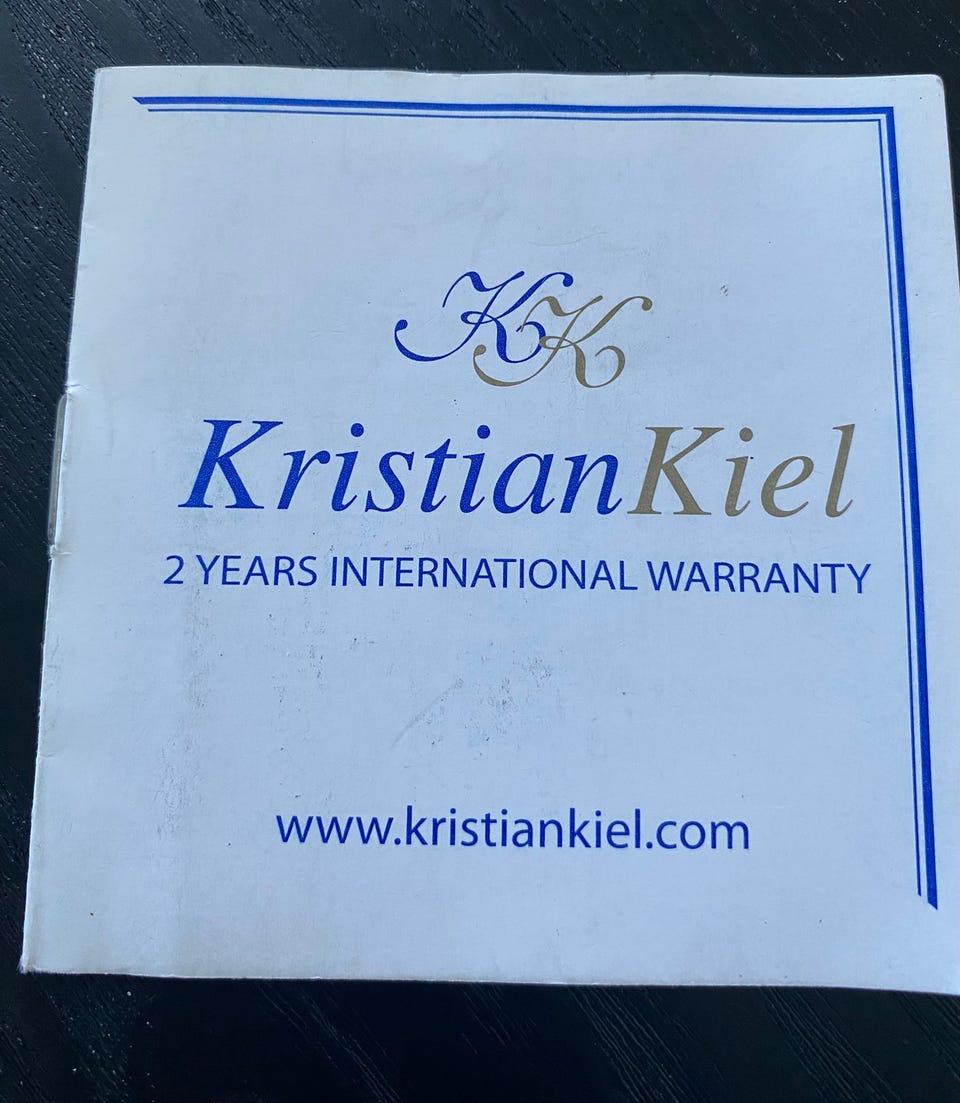 KK
KristianKiel
2 YEARS INTERNATIONAL WARRANTY
www.kristiankiel.com